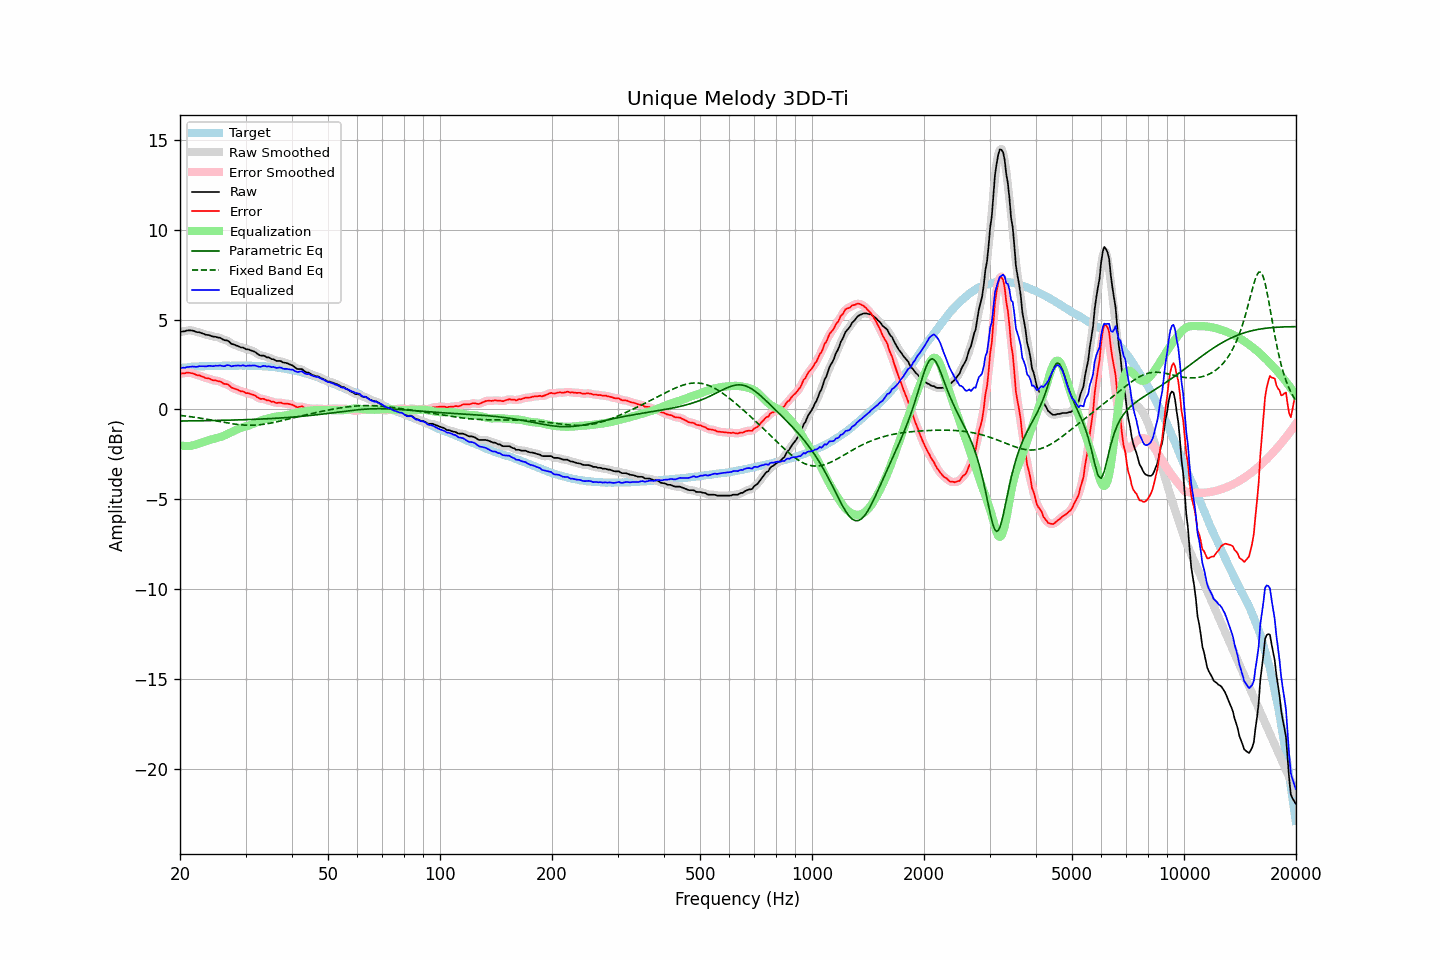 Unique Melody 3DD-Ti
Target
Raw Smoothed
Error Smoothed
Raw
Error
Equalization
Parametric Eq
Fixed Band Eq
Equalized
Amplitude (dBr)
15
10
5
0
−5
−10
−15
−20
20
50
100
200
500
1000
2000
5000
10000
20000
Frequency (Hz)